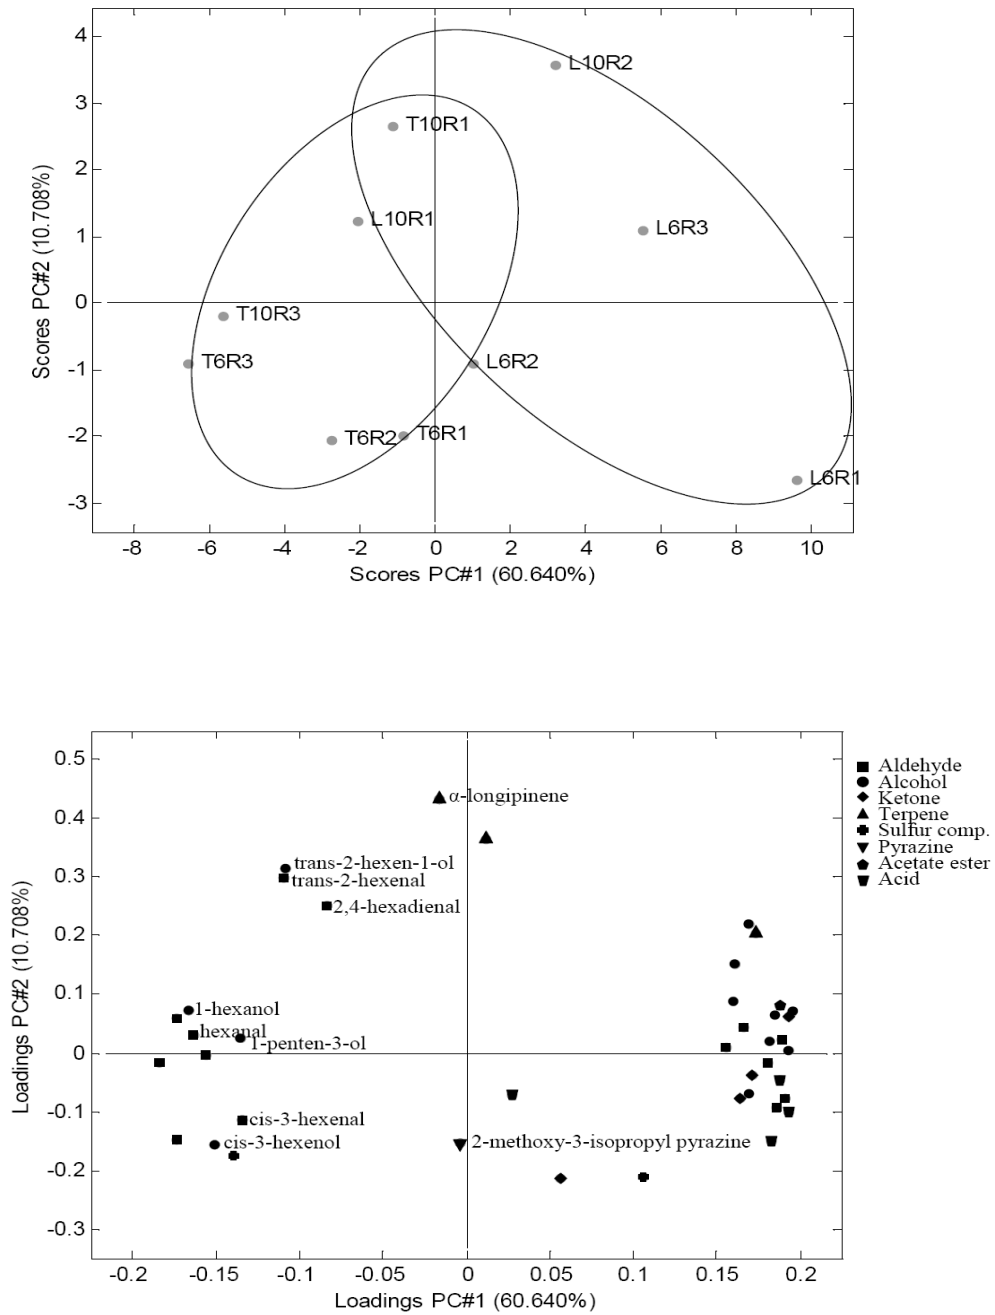 4
L10R2
3
T10R1
2
L10R1
L6R3
1
0
T10R3
T6R3
L6R2
-1
T6R2
T6R1
-2
L6R1
-3
Scores PC#2 (10.708%)
-8 -6 -4 -2 0 2 4 6 8 10
Scores PC#1 (60.640%)
0.5
α-longipinene
0.4
trans-2-hexen-1-ol
0.3
trans-2-hexenal
2,4-hexadienal
0.2
0.1
1-hexanol
hexanal
1-penten-3-ol
0
cis-3-hexenal
-0.1
cis-3-hexenol
2-methoxy-3-isopropyl pyrazine
-0.2
-0.3
Loadings PC#2 (10.708%)
-0.2 -0.15 -0.1 -0.05 0 0.05 0.1 0.15 0.2
Loadings PC#1 (60.640%)
Aldehyde
Alcohol
Ketone
Terpene
Sulfur comp.
Pyrazine
Acetate ester
Acid